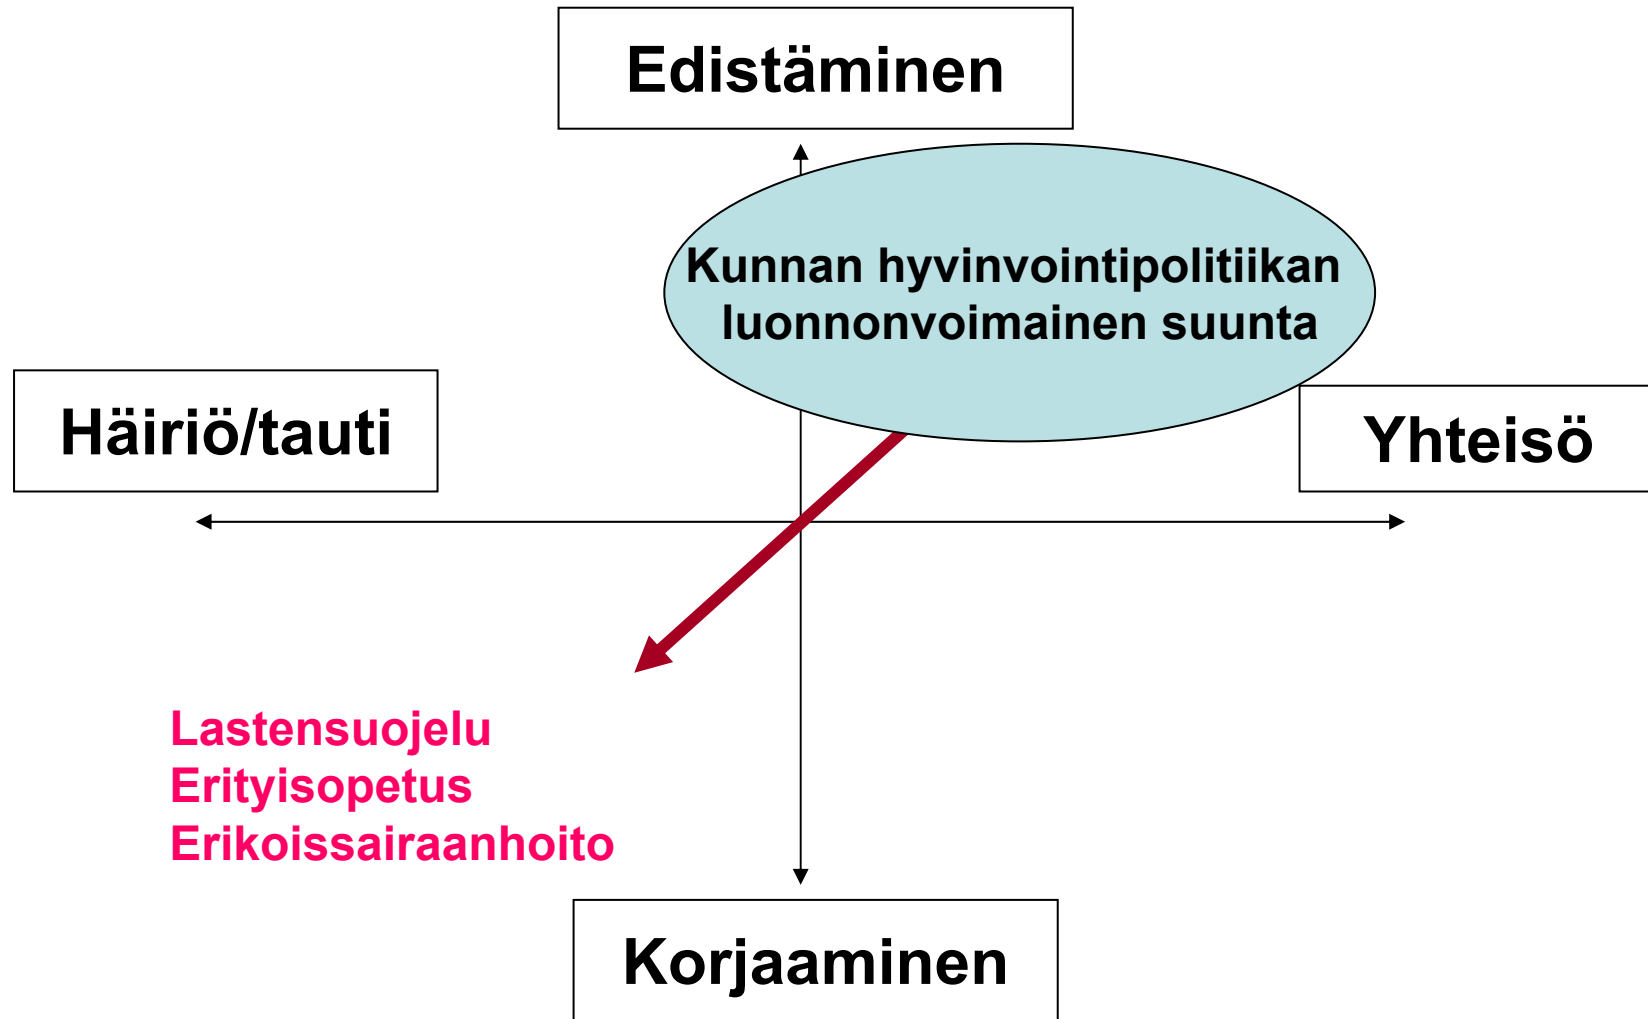 Edistäminen
Kunnan hyvinvointipolitiikan
luonnonvoimainen suunta
Häiriö/tauti
Yhteisö
Lastensuojelu
Erityisopetus
Erikoissairaanhoito
Korjaaminen